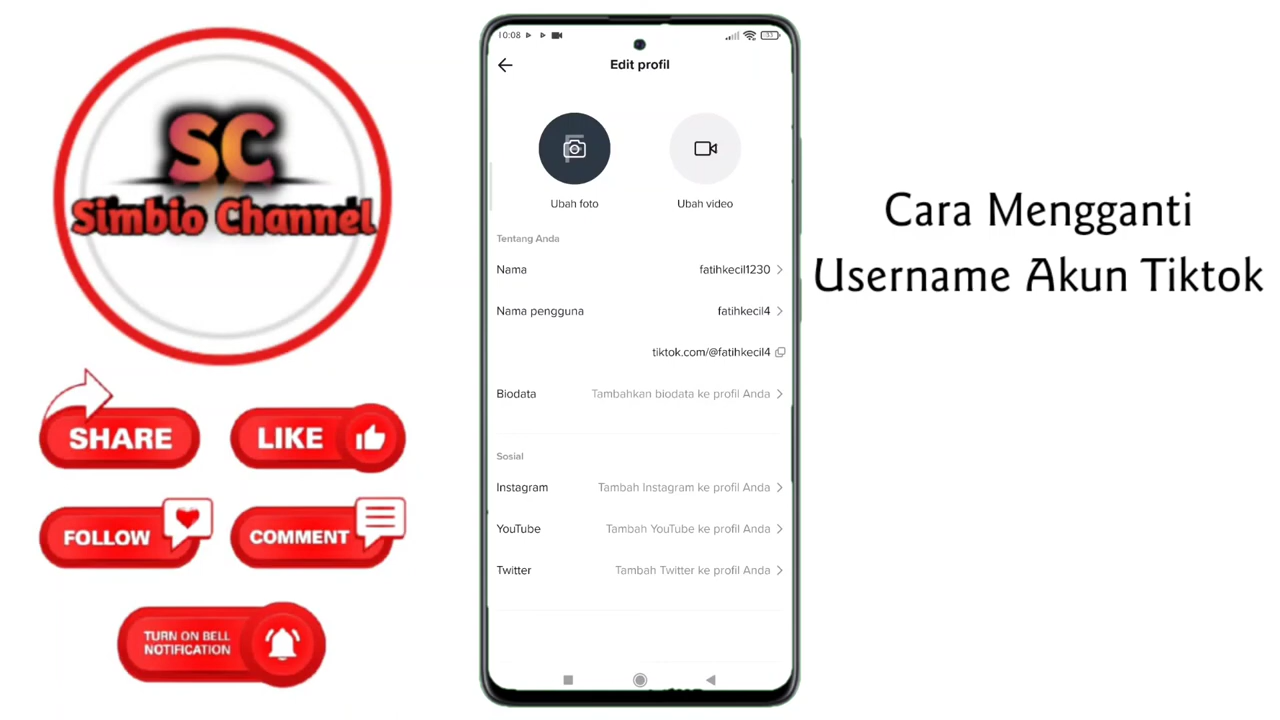 SC
Simbio Channel
SHARE
LIKE
FOLLOW
COMMENT
TURN ON BELL
NOTIFICATION
10:08
Edit profil
Ubah foto
Ubah video
Tentang Anda
Nama fatihkecil1230
Nama pengguna fatihkecil4
tiktok.com/@fatihkecil4
Biodata Tambahkan biodata ke profil Anda
Sosial
Instagram Tambah Instagram ke profil Anda
YouTube Tambah YouTube ke profil Anda
Twitter Tambah Twitter ke profil Anda
Cara Mengganti
Username Akun Tiktok